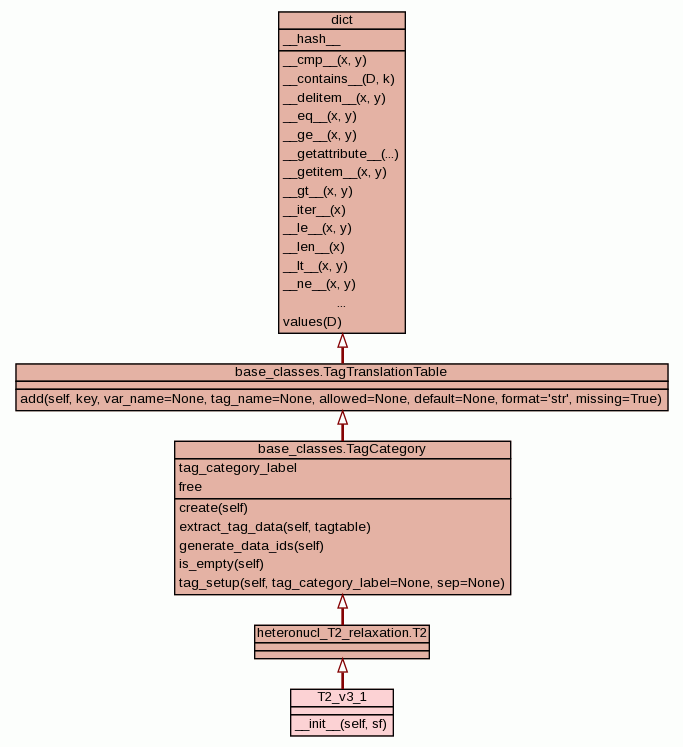 dict
__hash__
__cmp__(x, y)
__contains__(D, k)
__delitem__(x, y)
__eq__(x, y)
__ge__(x, y)
__getattribute__(...)
__getitem__(x, y)
__gt__(x, y)
__iter__(x)
__le__(x, y)
__len__(x)
__lt__(x, y)
__ne__(x, y)
...
values(D)
base_classes.TagTranslationTable
add(self, key, var_name=None, tag_name=None, allowed=None, default=None, format='str', missing=True)
base_classes.TagCategory
tag_category_label
free
create(self)
extract_tag_data(self, tagtable)
generate_data_ids(self)
is_empty(self)
tag_setup(self, tag_category_label=None, sep=None)
heteronucl_T2_relaxation.T2
T2_v3_1
__init__(self, sf)